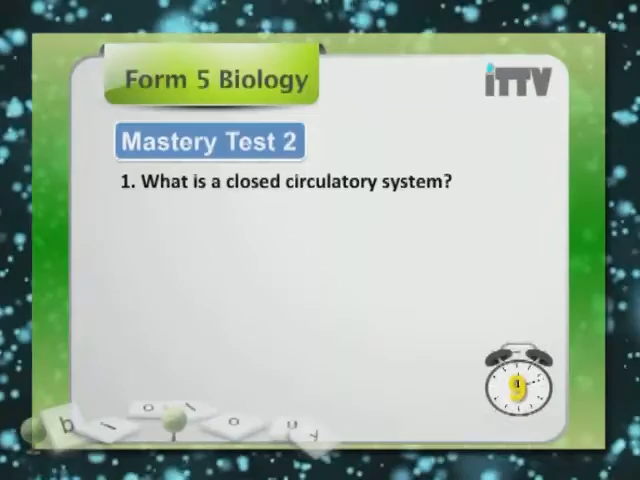 Form 5 Biology
iTTV
Mastery Test 2
1. What is a closed circulatory system?
9
b i o l o g y